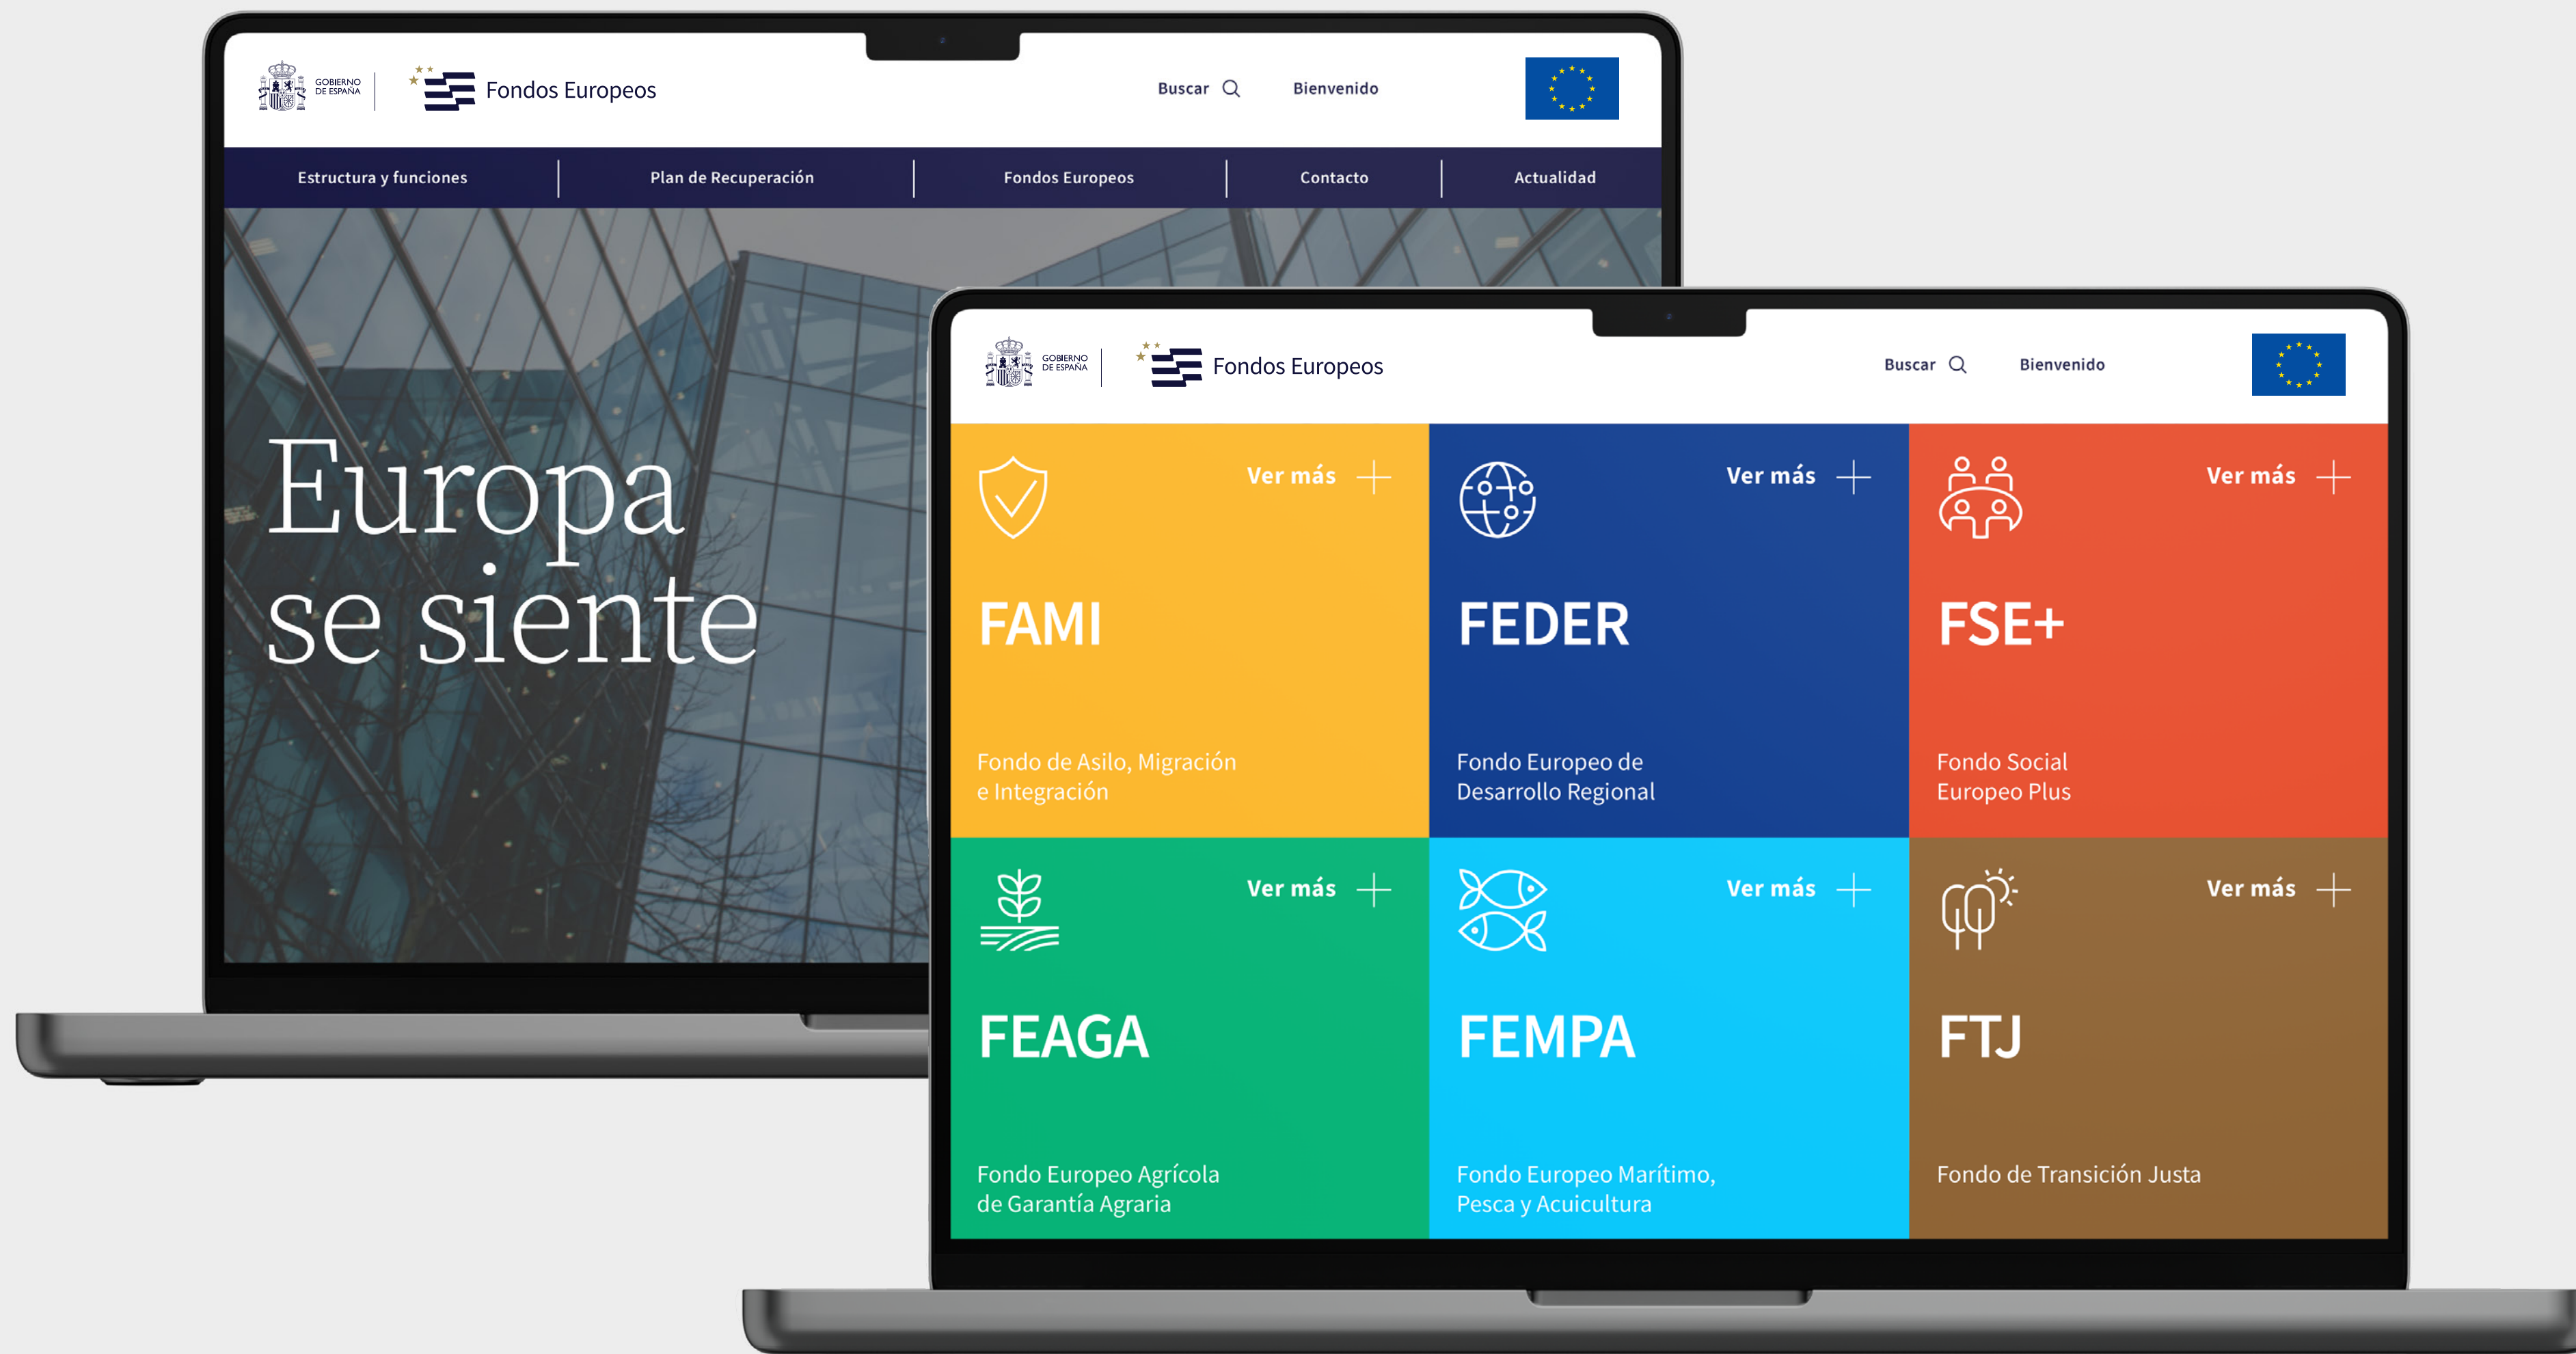 GOBIERNO
DE ESPAÑA
Fondos Europeos
Buscar
Bienvenido
Estructura y funciones
Plan de Recuperación
Fondos Europeos
Contacto
Actualidad
Europa
se siente
GOBIERNO
DE ESPAÑA
Fondos Europeos
Buscar
Bienvenido
Ver más
FAMI
Fondo de Asilo, Migración
e Integración
Ver más
FEDER
Fondo Europeo de
Desarrollo Regional
Ver más
FSE+
Fondo Social
Europeo Plus
Ver más
FEAGA
Fondo Europeo Agrícola
de Garantía Agraria
Ver más
FEMPA
Fondo Europeo Marítimo,
Pesca y Acuicultura
Ver más
FTJ
Fondo de Transición Justa